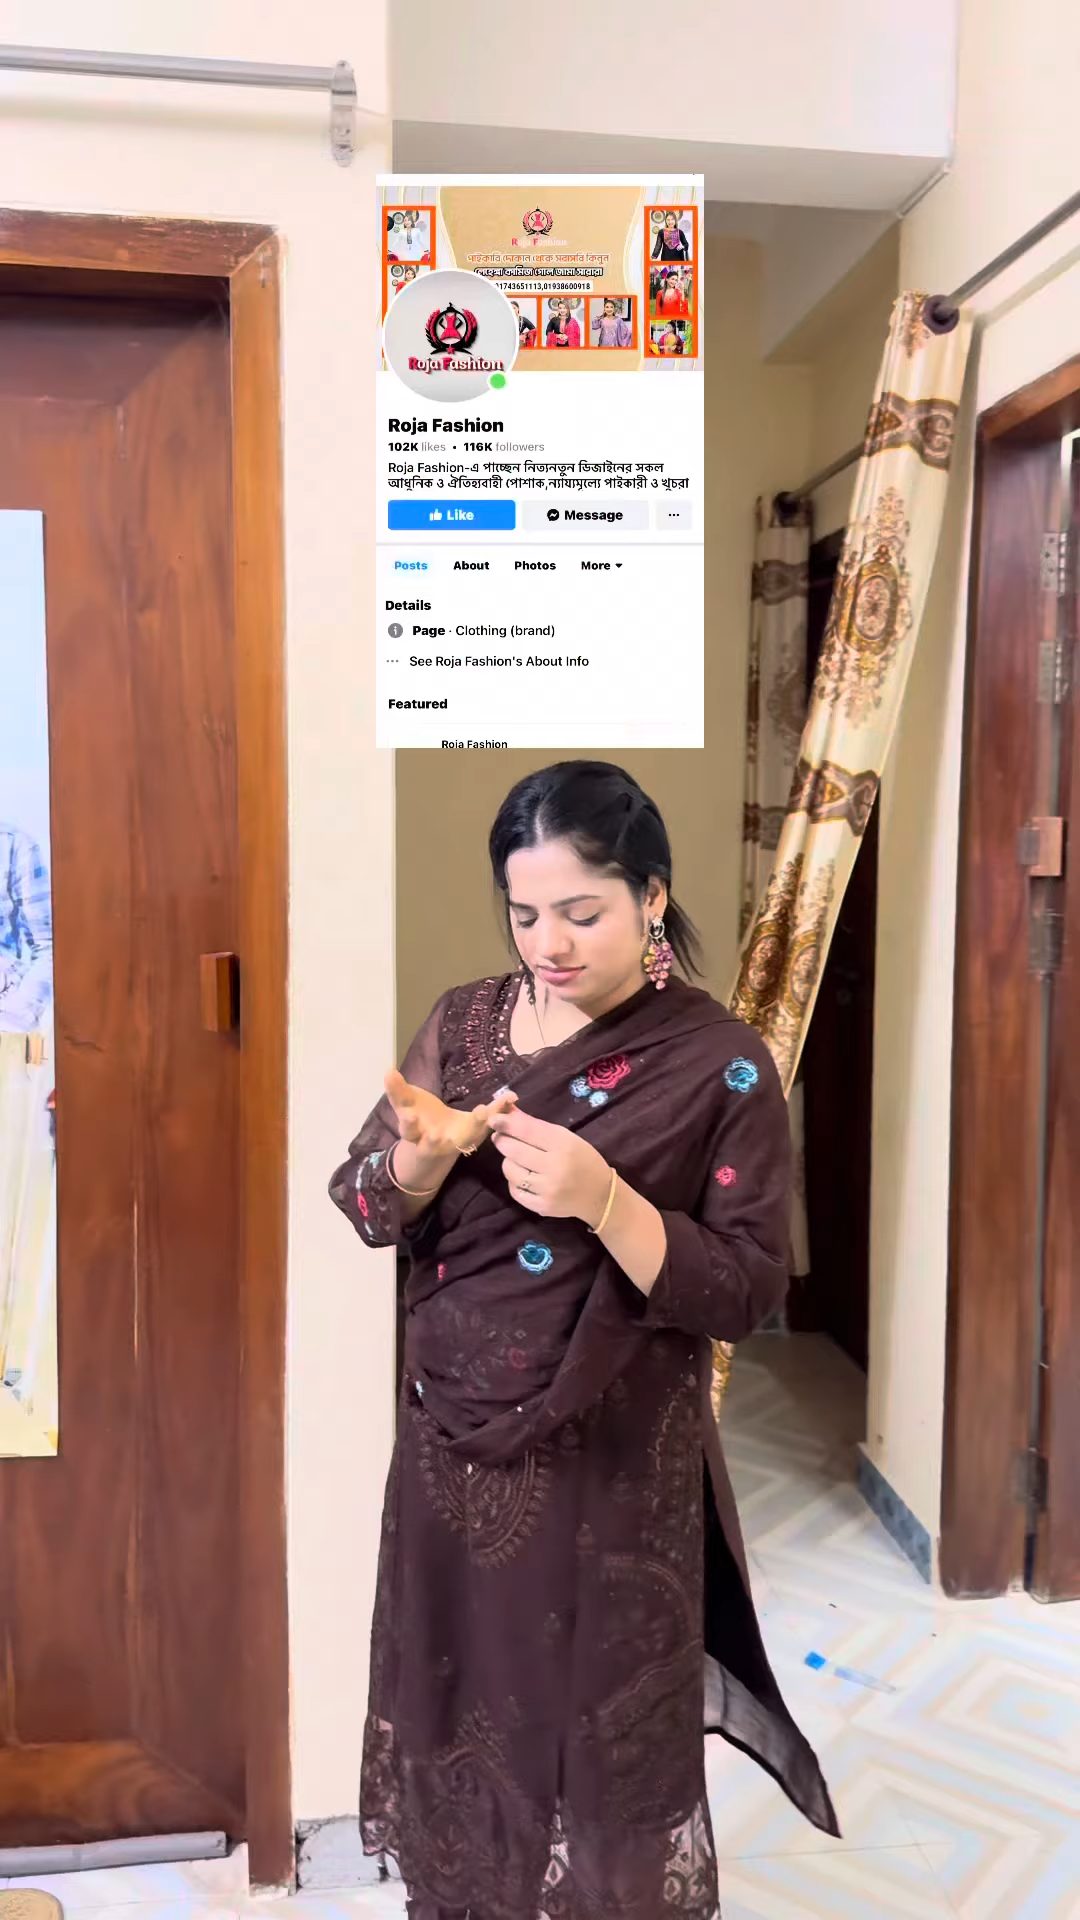 Roja Fashion
পাইকারি দোকান থেকে সরাসরি কিনুন
লেহেঙ্গা কামিজ গোল জামা সারারা
01743651113,01938600918
Roja Fashion
Roja Fashion
102K likes • 116K followers
Roja Fashion-এ পাচ্ছেন নিত্যনতুন ডিজাইনের সকল
আধুনিক ও ঐতিহ্যবাহী পোশাক,ন্যায্যমূল্যে পাইকারী ও খুচরা
Like
Message
Posts About Photos More
Details
Page · Clothing (brand)
See Roja Fashion's About Info
Featured
Roja Fashion